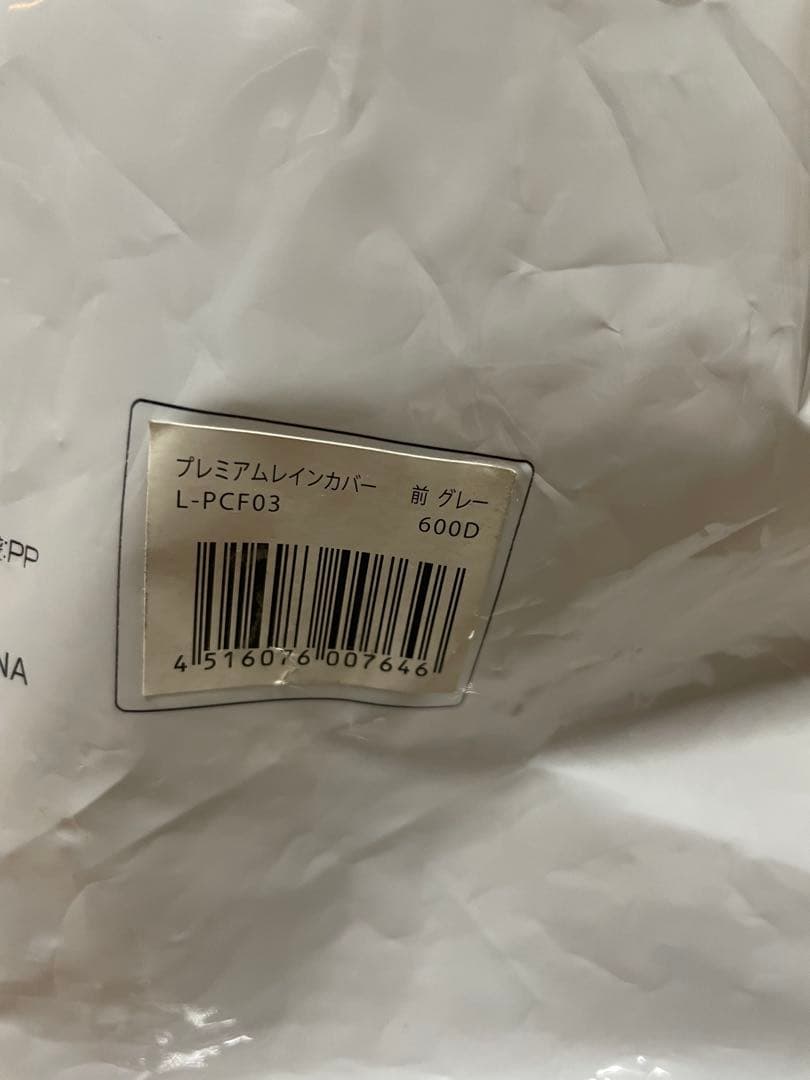 プレミアムレインカバー 前 グレー
L-PCF03 600D
4 516076 007646
:PP
NA